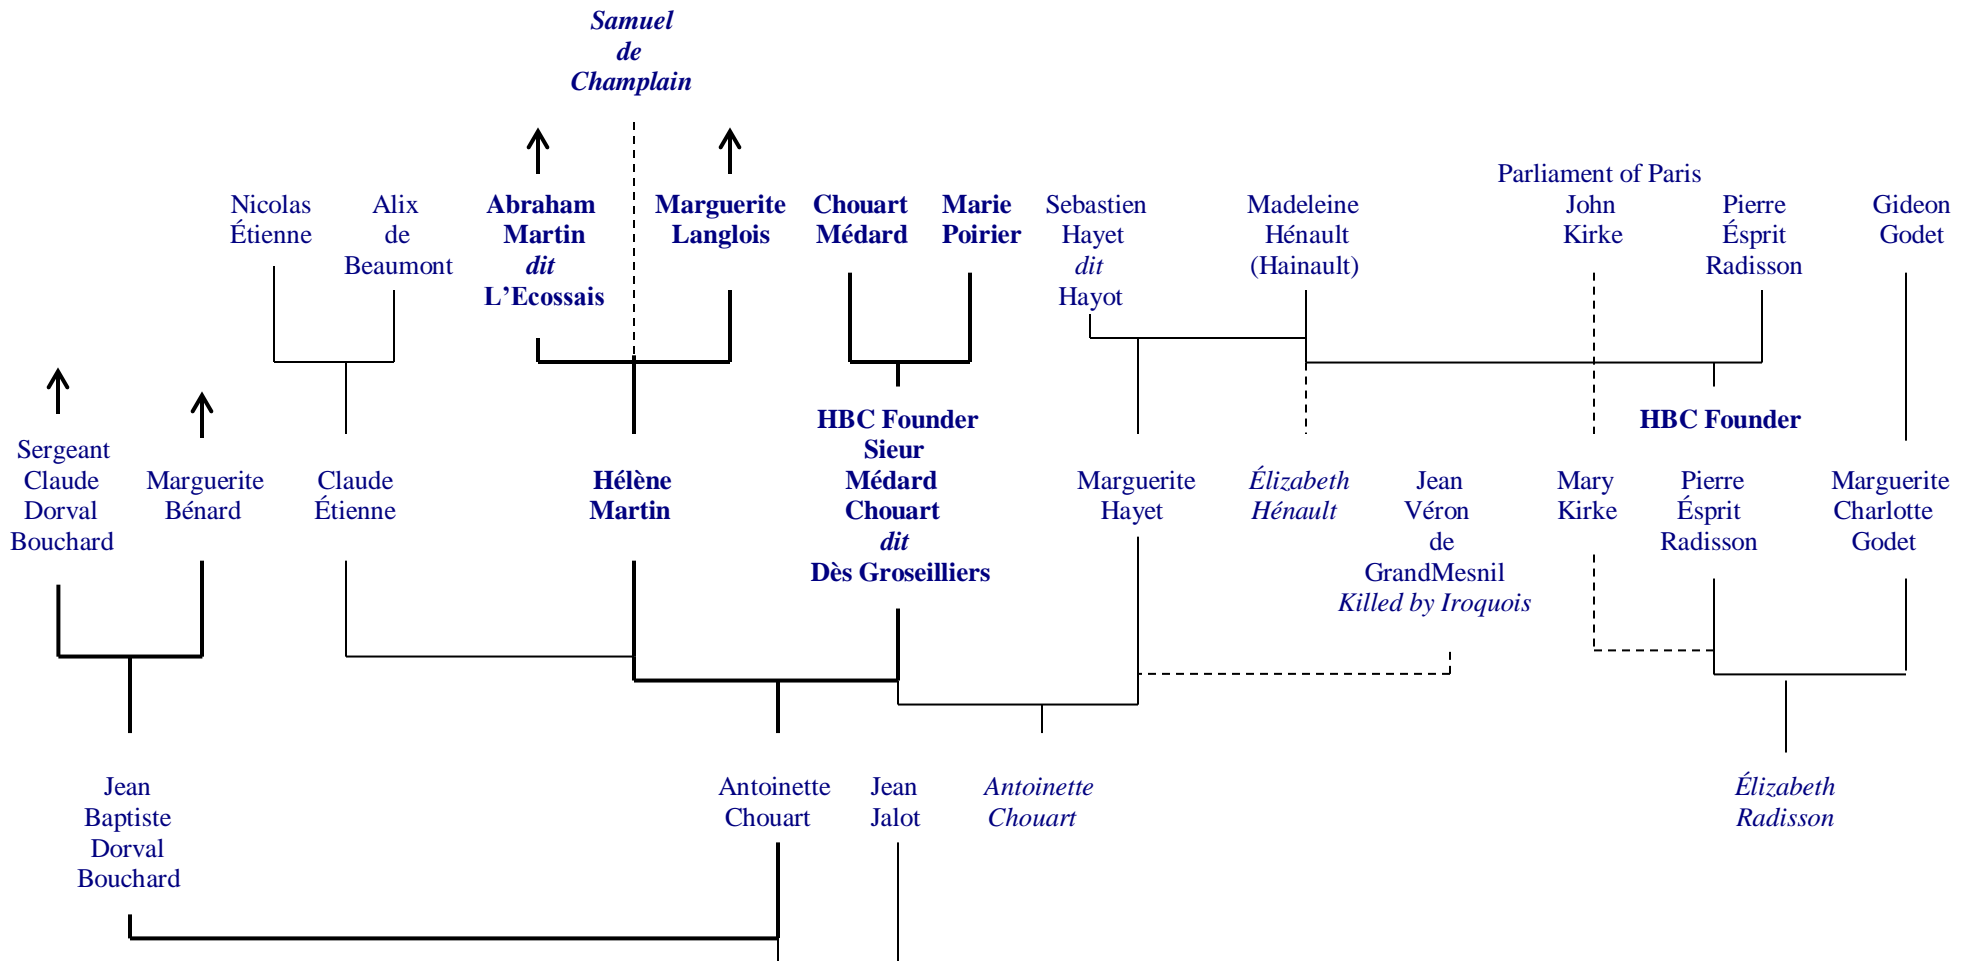 Samuel
de
Champlain
Parliament of Paris
Nicolas
Étienne
Alix
de
Beaumont
Abraham
Martin
dit
L’Ecossais
Marguerite
Langlois
Chouart
Médard
Marie
Poirier
Sebastien
Hayet
dit
Hayot
Madeleine
Hénault
(Hainault)
John
Kirke
Pierre
Ésprit
Radisson
Gideon
Godet
Sergeant
Claude
Dorval
Bouchard
Marguerite
Bénard
Claude
Étienne
Hélène
Martin
HBC Founder
Sieur
Médard
Chouart
dit
Dès Groseilliers
Marguerite
Hayet
Élizabeth
Hénault
Jean
Véron
de
GrandMesnil
Killed by Iroquois
Mary
Kirke
HBC Founder
Pierre
Ésprit
Radisson
Marguerite
Charlotte
Godet
Jean
Baptiste
Dorval
Bouchard
Antoinette
Chouart
Jean
Jalot
Antoinette
Chouart
Élizabeth
Radisson